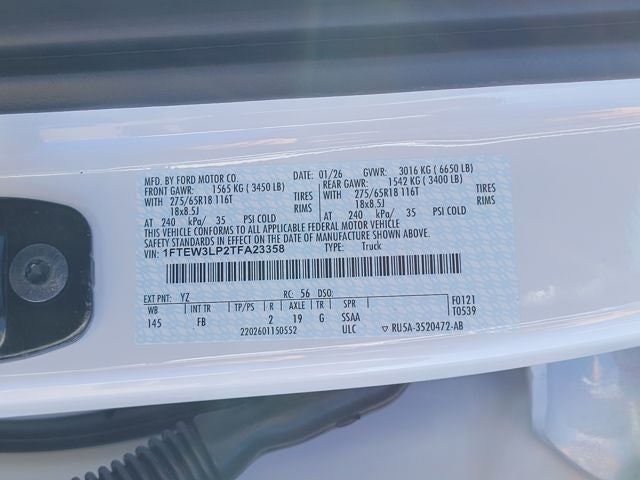 MFD. BY FORD MOTOR CO. DATE: 01/26 GVWR: 3016 KG ( 6650 LB)
FRONT GAWR: 1565 KG ( 3450 LB) REAR GAWR: 1542 KG ( 3400 LB)
WITH 275/65R18 116T TIRES WITH 275/65R18 116T TIRES
18x8.5J RIMS 18x8.5J RIMS
AT 240 kPa/ 35 PSI COLD AT 240 kPa/ 35 PSI COLD
THIS VEHICLE CONFORMS TO ALL APPLICABLE FEDERAL MOTOR VEHICLE
SAFETY STANDARDS IN EFFECT ON THE DATE OF MANUFACTURE SHOWN ABOVE.
VIN: 1FTEW3LP2TFA23358 TYPE: Truck
EXT PNT: YZ RC: 56 DSO:
WB INT TR TP/PS R AXLE TR SPR F0121
145 FB 2 19 G SSAA T0539
2202601150552 ULC ▽ RU5A-3520472-AB